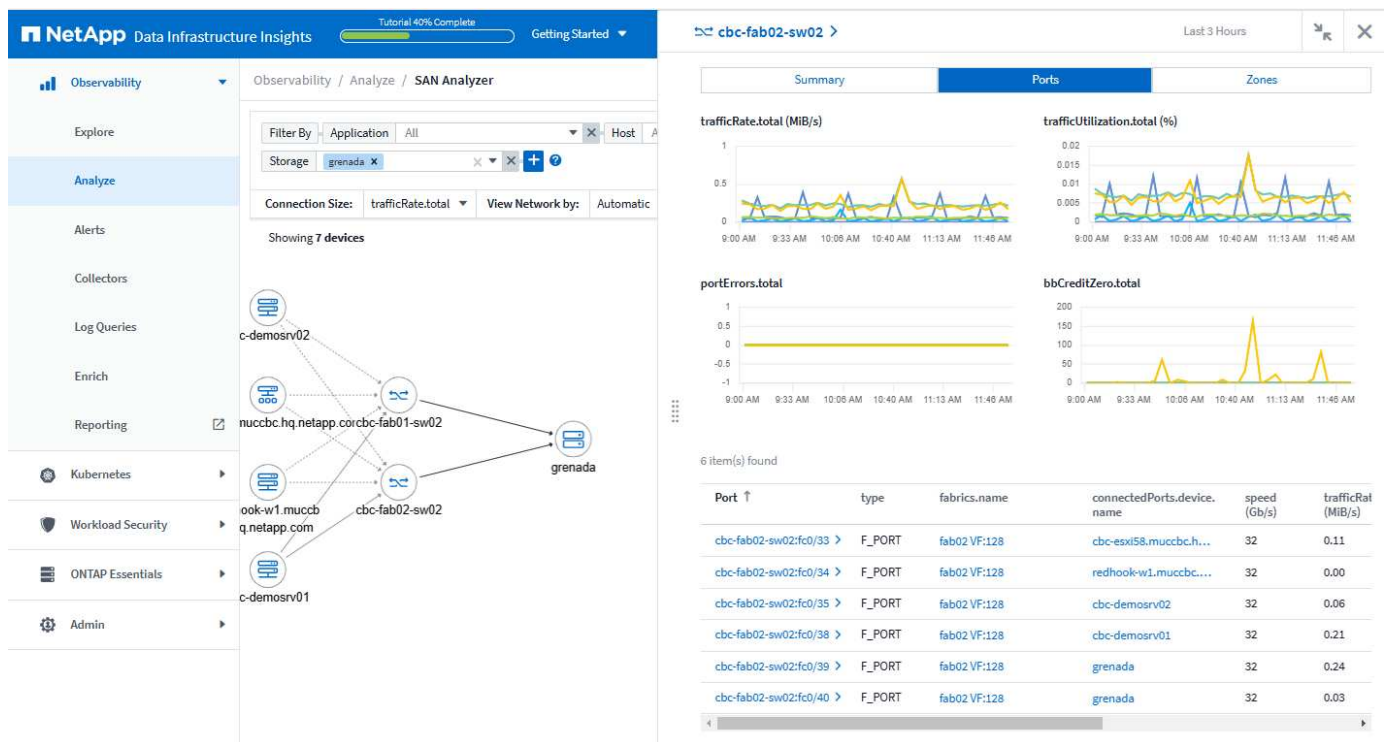 NetApp Data Infrastructure Insights
Tutorial 40% Complete
Getting Started
Observability
Explore
Analyze
Alerts
Collectors
Log Queries
Enrich
Reporting
Kubernetes
Workload Security
ONTAP Essentials
Admin
Observability / Analyze / SAN Analyzer
Filter By Application All Host
Storage grenada
Connection Size: trafficRate.total View Network by: Automatic
Showing 7 devices
c-demosrv02
muccbc.hq.netapp.com
cbc-fab01-sw02
grenada
ook-w1.muccb
q.netapp.com
cbc-fab02-sw02
c-demosrv01
cbc-fab02-sw02
Last 3 Hours
Summary Ports Zones
trafficRate.total (MiB/s)
1
0.5
0
9:00 AM 9:33 AM 10:06 AM 10:40 AM 11:13 AM 11:46 AM
trafficUtilization.total (%)
0.02
0.015
0.01
0.005
0
9:00 AM 9:33 AM 10:06 AM 10:40 AM 11:13 AM 11:46 AM
portErrors.total
1
0.5
0
-0.5
-1
9:00 AM 9:33 AM 10:06 AM 10:40 AM 11:13 AM 11:46 AM
bbCreditZero.total
200
150
100
50
0
9:00 AM 9:33 AM 10:06 AM 10:40 AM 11:13 AM 11:46 AM
6 item(s) found
Port type fabrics.name connectedPorts.device.name speed (Gb/s) trafficRat (MiB/s)
cbc-fab02-sw02:fc0/33 F_PORT fab02 VF:128 cbc-esxi58.muccbc.h... 32 0.11
cbc-fab02-sw02:fc0/34 F_PORT fab02 VF:128 redhook-w1.muccbc.... 32 0.00
cbc-fab02-sw02:fc0/35 F_PORT fab02 VF:128 cbc-demosrv02 32 0.06
cbc-fab02-sw02:fc0/38 F_PORT fab02 VF:128 cbc-demosrv01 32 0.21
cbc-fab02-sw02:fc0/39 F_PORT fab02 VF:128 grenada 32 0.24
cbc-fab02-sw02:fc0/40 F_PORT fab02 VF:128 grenada 32 0.03